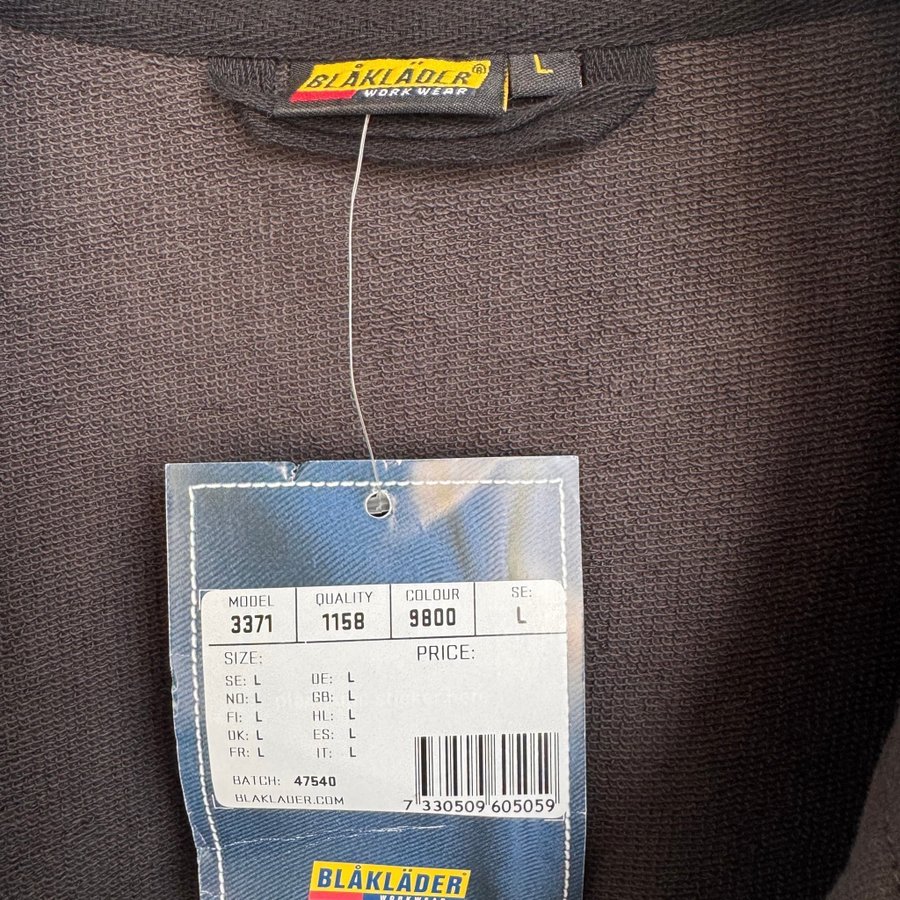 BLÅKLÄDER® L
WORK WEAR
MODEL QUALITY COLOUR SE:
3371 1158 9800 L
SIZE: PRICE:
SE: L DE: L
NO: L GB: L
FI: L HL: L
DK: L ES: L
FR: L IT: L
BATCH: 47540
BLAKLADER.COM
7 330509 605059
BLÅKLÄDER
WORKWEAR